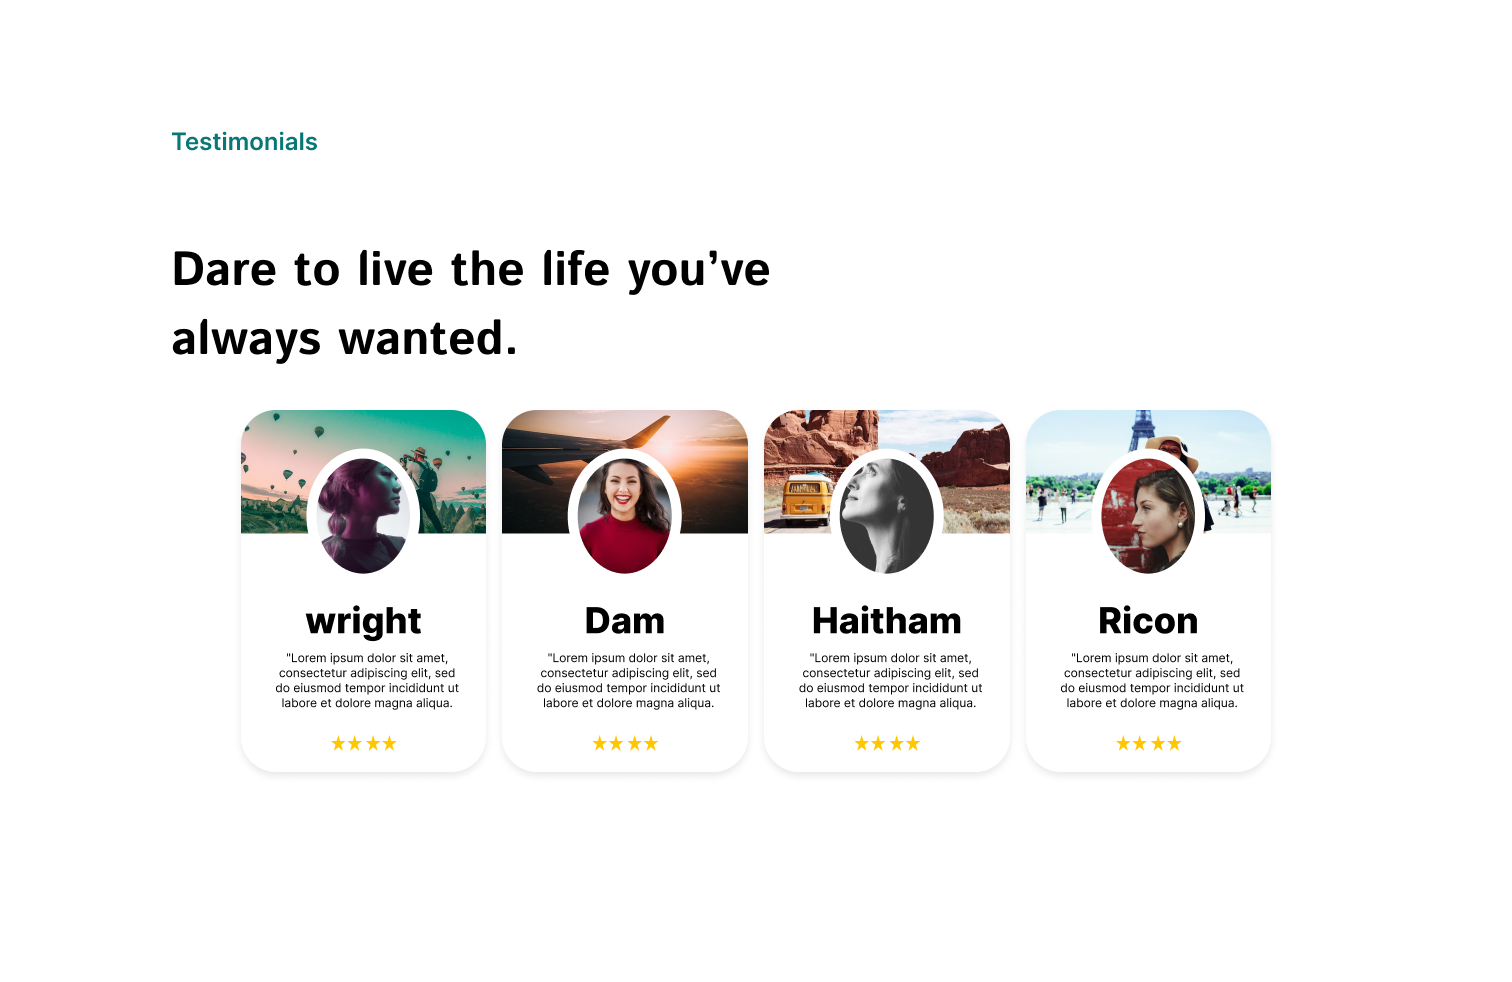 Testimonials
Dare to live the life you’ve
always wanted.
wright
"Lorem ipsum dolor sit amet,
consectetur adipiscing elit, sed
do eiusmod tempor incididunt ut
labore et dolore magna aliqua.
Dam
"Lorem ipsum dolor sit amet,
consectetur adipiscing elit, sed
do eiusmod tempor incididunt ut
labore et dolore magna aliqua.
Haitham
"Lorem ipsum dolor sit amet,
consectetur adipiscing elit, sed
do eiusmod tempor incididunt ut
labore et dolore magna aliqua.
Ricon
"Lorem ipsum dolor sit amet,
consectetur adipiscing elit, sed
do eiusmod tempor incididunt ut
labore et dolore magna aliqua.